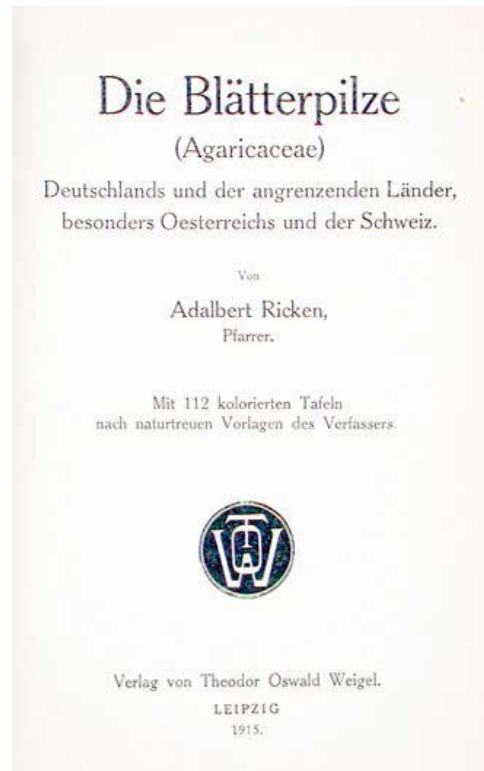 Die Blätterpilze
(Agaricaceae)
Deutschlands und der angrenzenden Länder,
besonders Oesterreichs und der Schweiz.
Von
Adalbert Ricken,
Pfarrer.
Mit 112 kolorierten Tafeln
nach naturtreuen Vorlagen des Verfassers.
TOW
Verlag von Theodor Oswald Weigel.
LEIPZIG
1915.